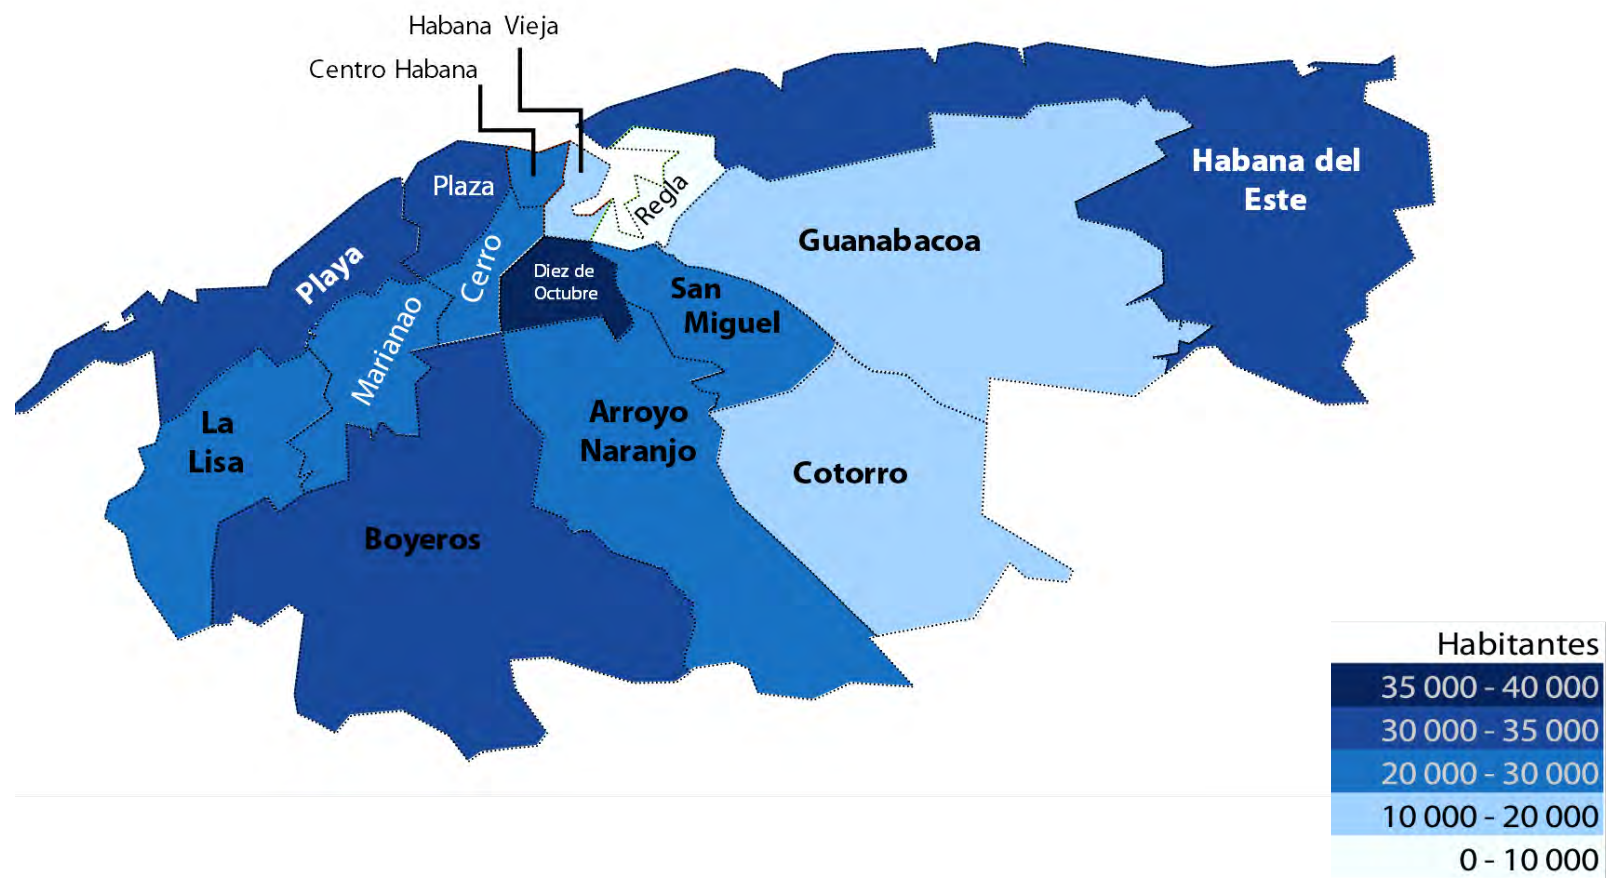 Habana Vieja
Centro Habana
Plaza
Habana del
Este
Regla
Guanabacoa
Playa
Cerro
Diez de
Octubre
San
Miguel
Marianao
La
Lisa
Arroyo
Naranjo
Cotorro
Boyeros
Habitantes
35 000 - 40 000
30 000 - 35 000
20 000 - 30 000
10 000 - 20 000
0 - 10 000